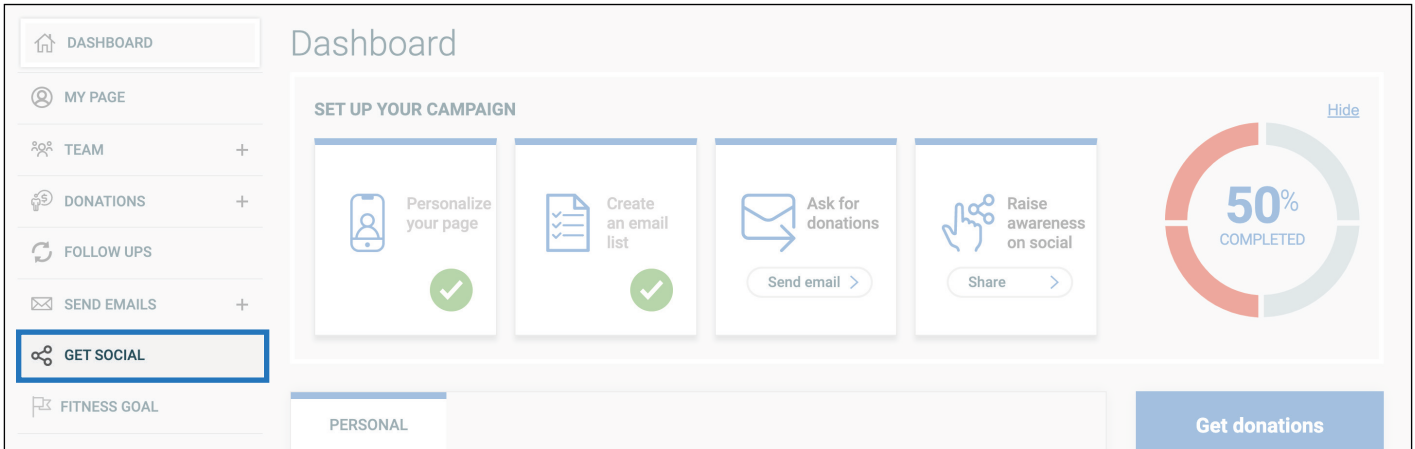 DASHBOARD
MY PAGE
TEAM +
DONATIONS +
FOLLOW UPS
SEND EMAILS +
GET SOCIAL
FITNESS GOAL
Dashboard
SET UP YOUR CAMPAIGN
Hide
Personalize
your page
Create
an email
list
Ask for
donations
Send email >
Raise
awareness
on social
Share >
50%
COMPLETED
PERSONAL
Get donations